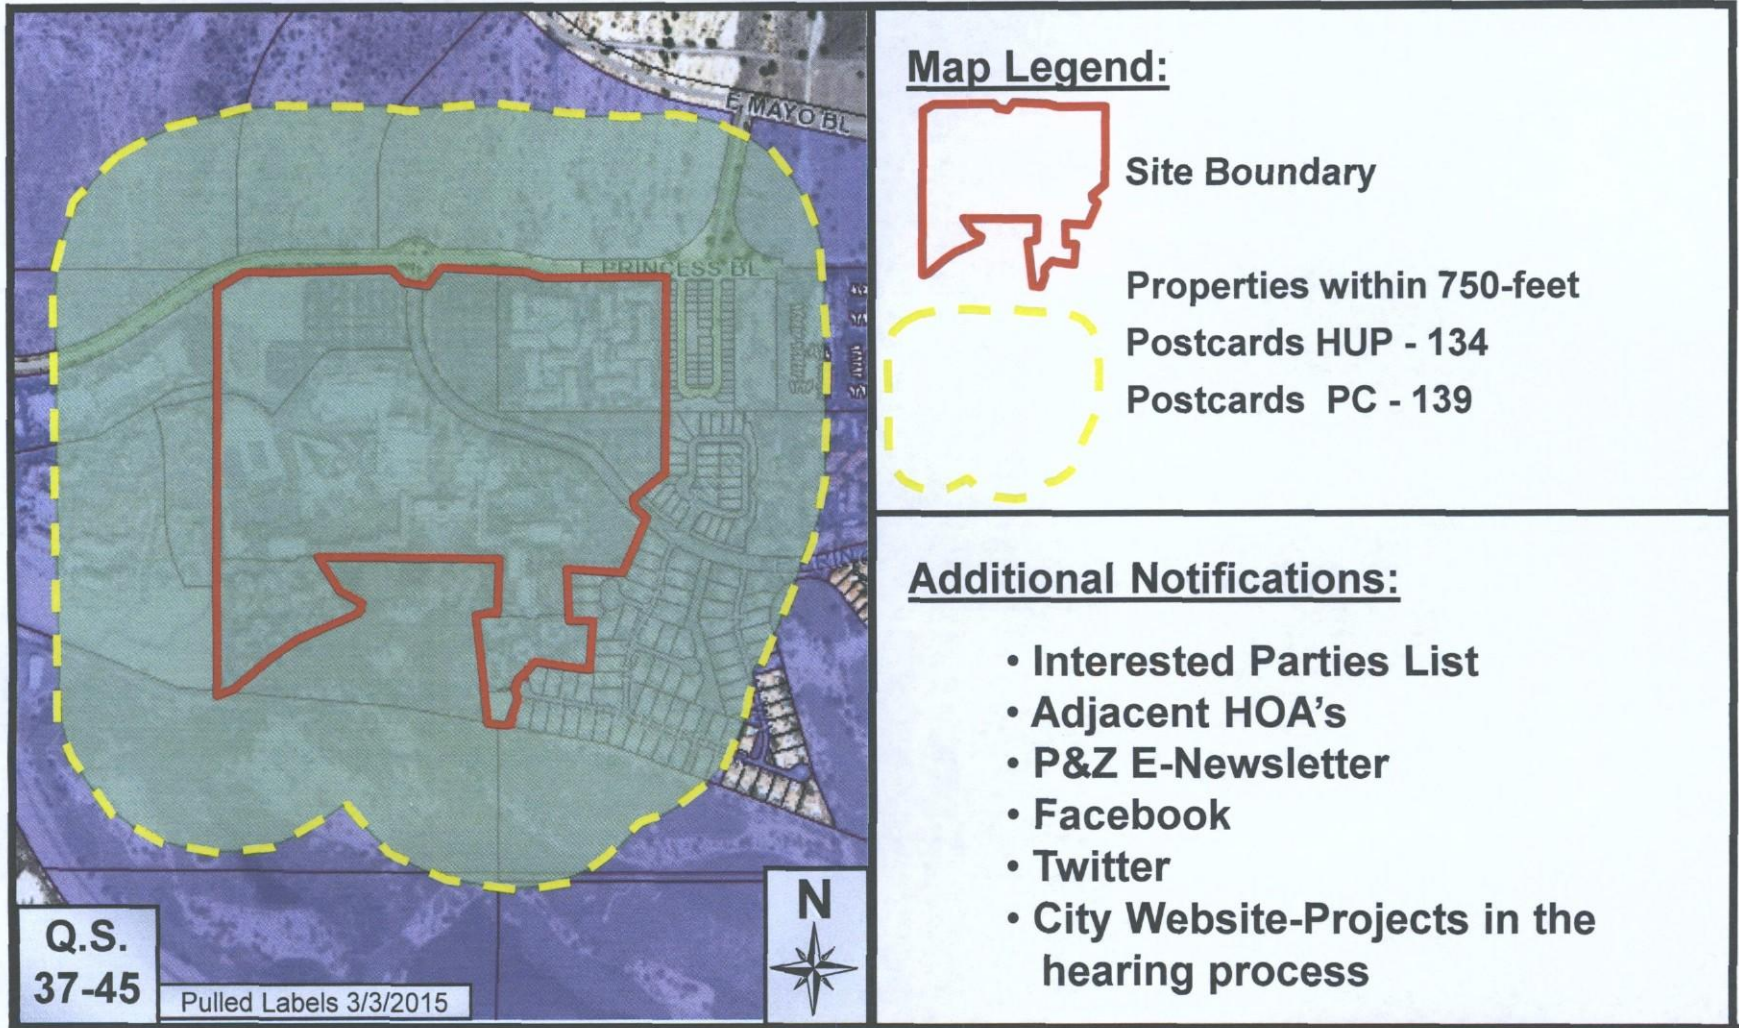 E MAYO BL
E PRINCESS BL
Q.S.
37-45
Pulled Labels 3/3/2015
N
Map Legend:
Site Boundary
Properties within 750-feet
Postcards HUP - 134
Postcards PC - 139
Additional Notifications:
• Interested Parties List
• Adjacent HOA's
• P&Z E-Newsletter
• Facebook
• Twitter
• City Website-Projects in the
hearing process